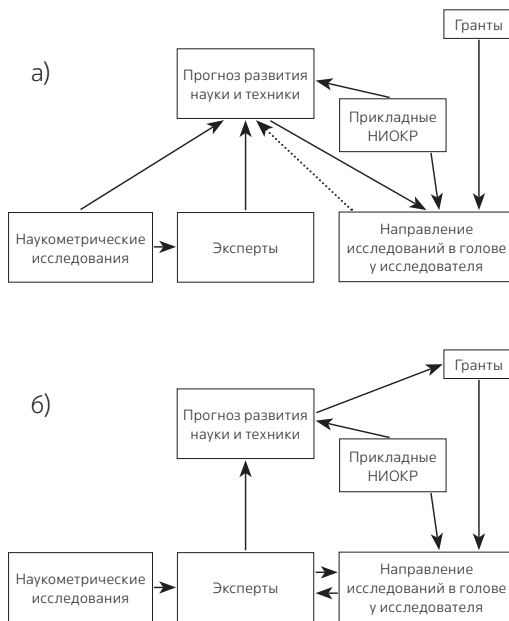 Гранты
а)
Прогноз развития
науки и техники
Прикладные
НИОКР
Наукометрические
исследования
Эксперты
Направление
исследований в голове
у исследователя
Гранты
б)
Прогноз развития
науки и техники
Прикладные
НИОКР
Наукометрические
исследования
Эксперты
Направление
исследований в голове
у исследователя